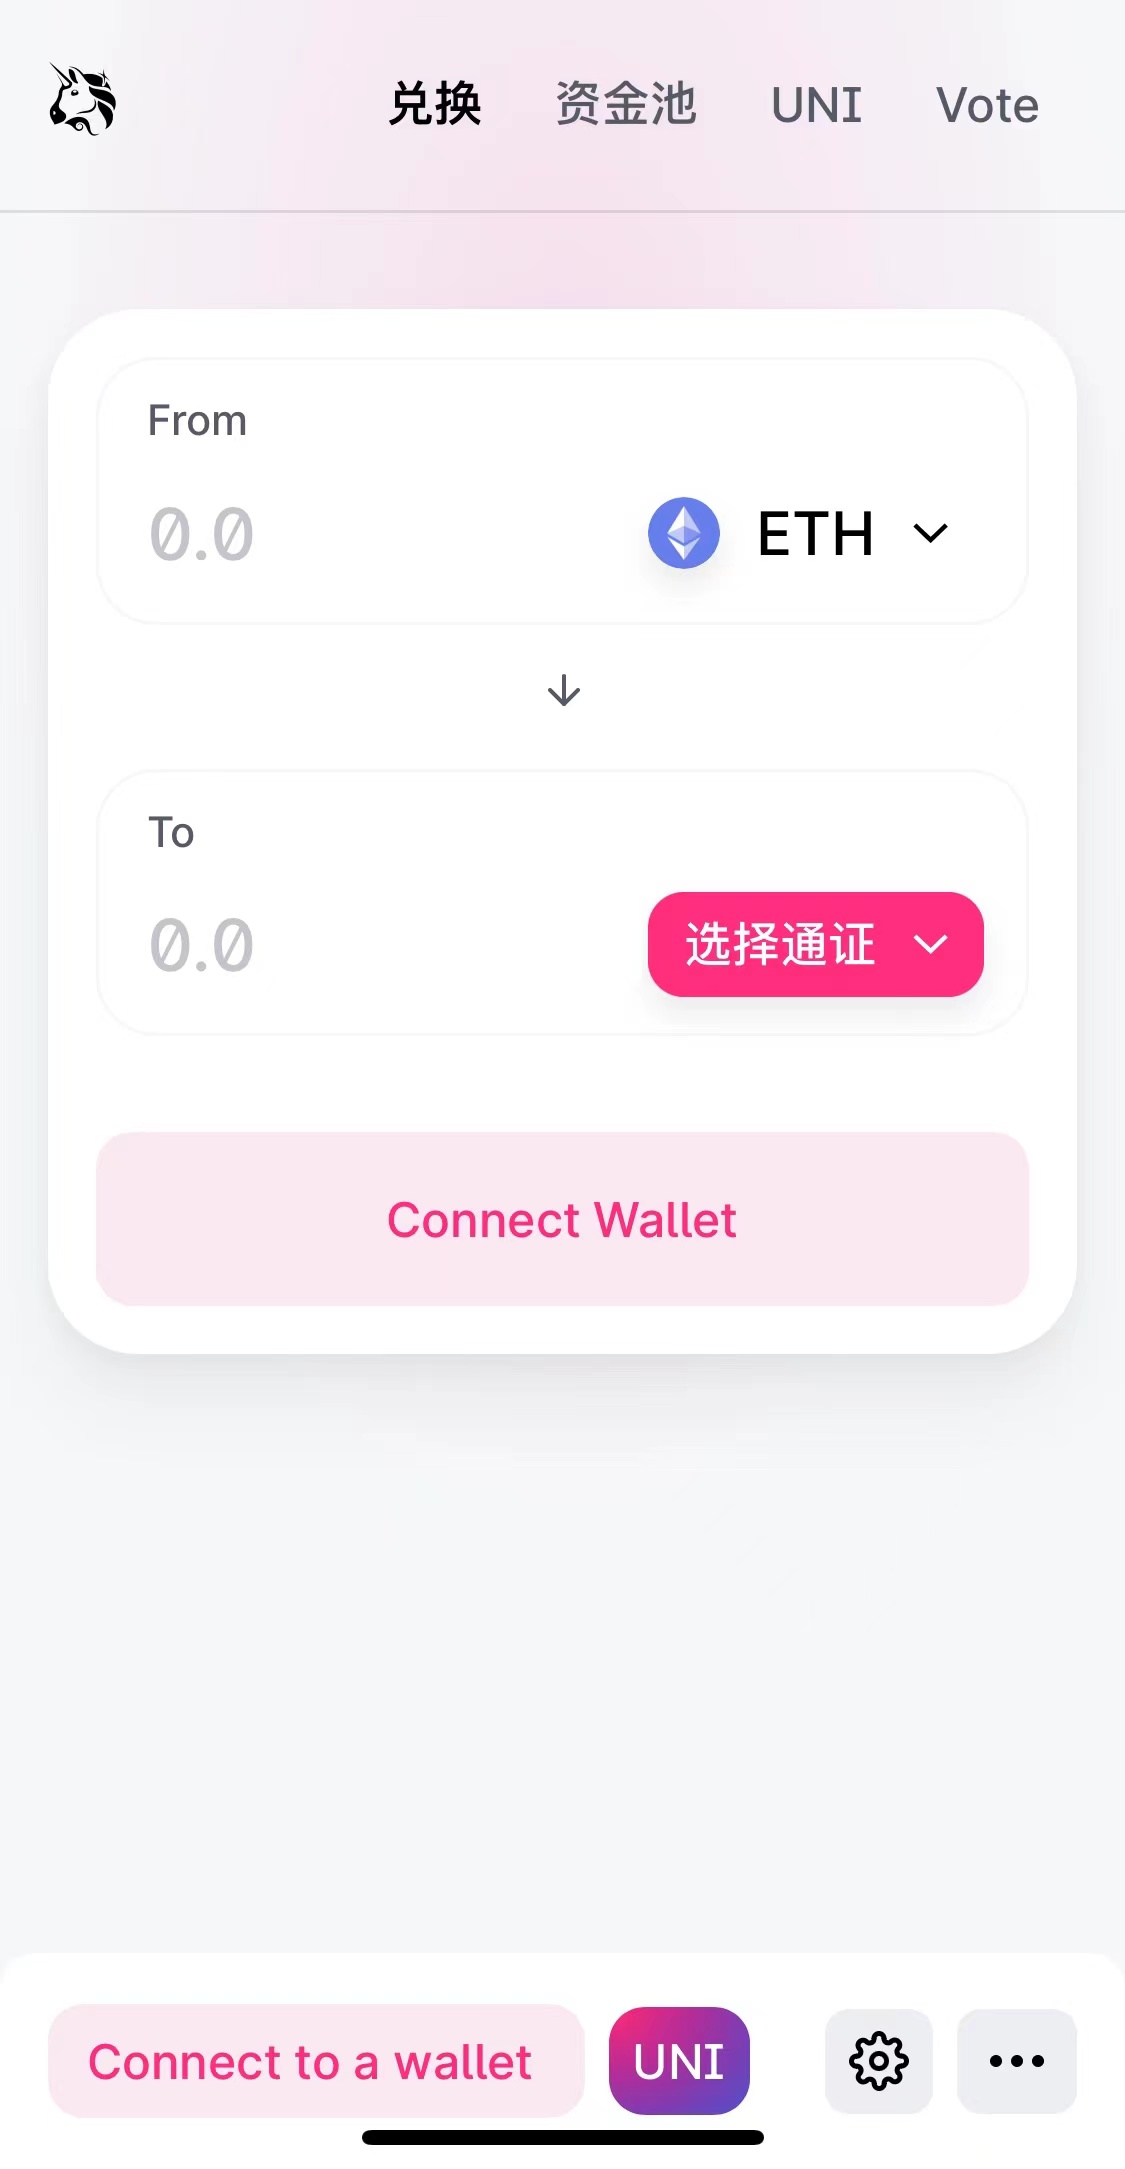 兑换 资金池 UNI Vote
From
0.0 ETH
To
0.0 选择通证
Connect Wallet
Connect to a wallet UNI